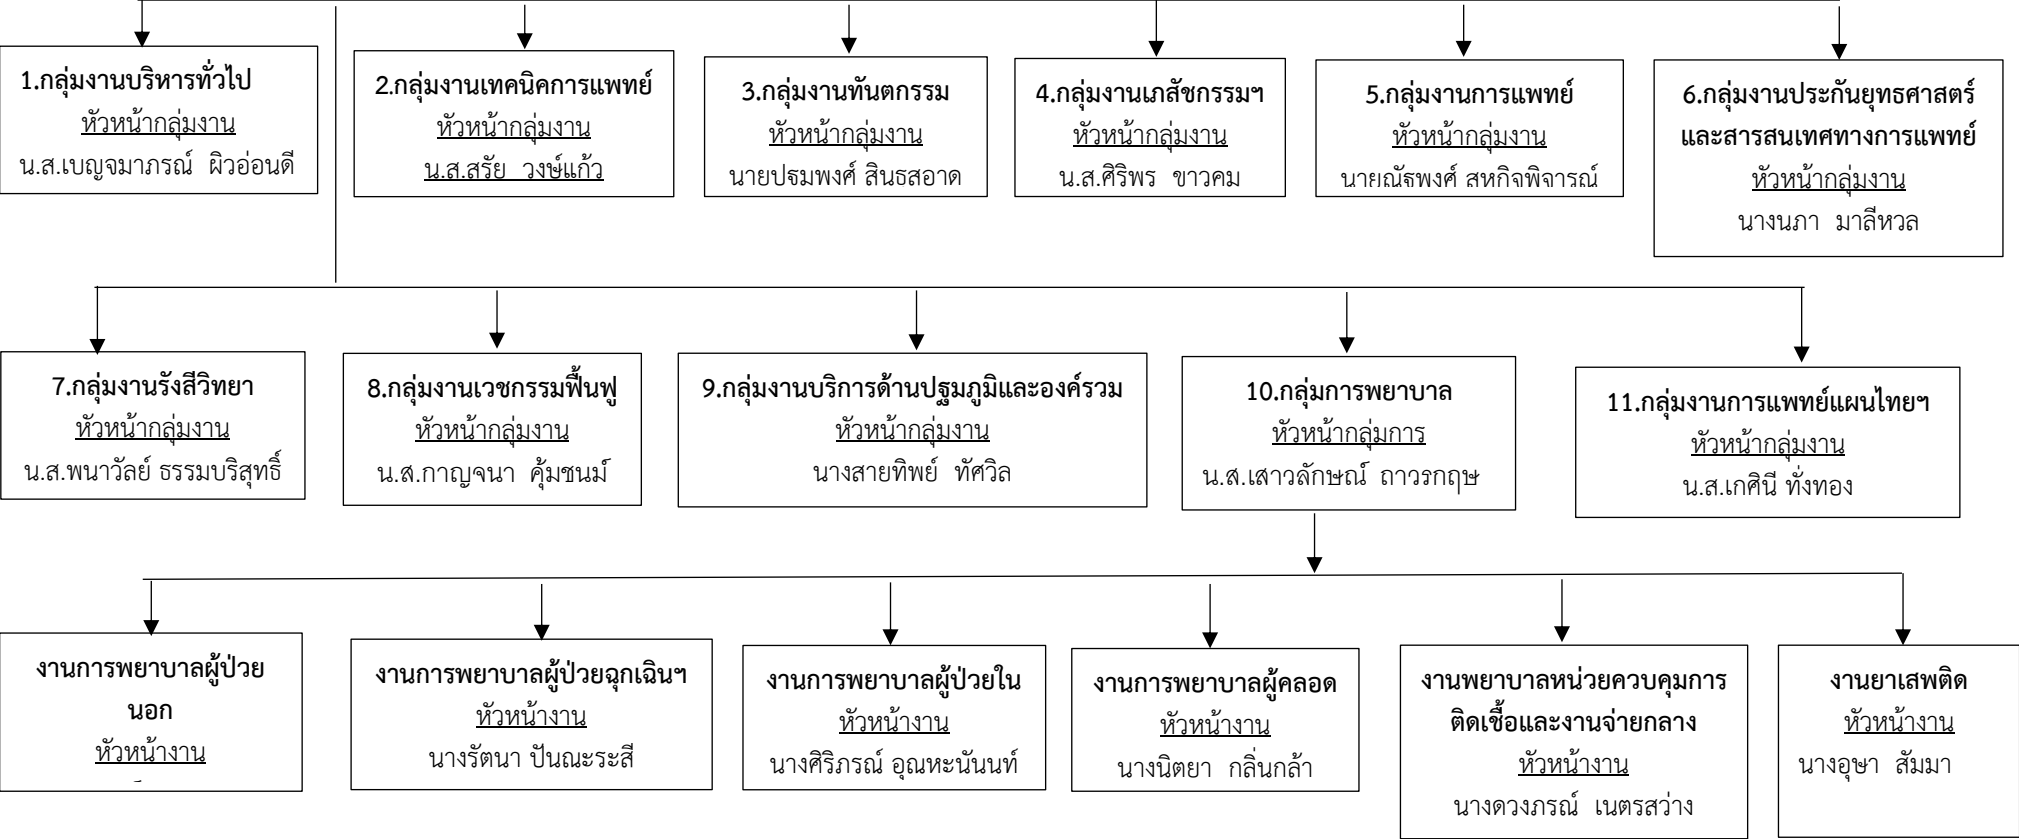 1.กลุ่มงานบริหารทั่วไป
หัวหน้ากลุ่มงาน
น.ส.เบญจมาภรณ์ ผิวอ่อนดี
2.กลุ่มงานเทคนิคการแพทย์
หัวหน้ากลุ่มงาน
น.ส.สรัย วงษ์แก้ว
3.กลุ่มงานทันตกรรม
หัวหน้ากลุ่มงาน
นายปฐมพงศ์ สินธสอาด
4.กลุ่มงานเภสัชกรรมฯ
หัวหน้ากลุ่มงาน
น.ส.ศิริพร ขาวคม
5.กลุ่มงานการแพทย์
หัวหน้ากลุ่มงาน
นายณัฐพงศ์ สหกิจพิจารณ์
6.กลุ่มงานประกันยุทธศาสตร์
และสารสนเทศทางการแพทย์
หัวหน้ากลุ่มงาน
นางนภา มาลีหวล
7.กลุ่มงานรังสีวิทยา
หัวหน้ากลุ่มงาน
น.ส.พนาวัลย์ ธรรมบริสุทธิ์
8.กลุ่มงานเวชกรรมฟื้นฟู
หัวหน้ากลุ่มงาน
น.ส.กาญจนา คุ้มชนม์
9.กลุ่มงานบริการด้านปฐมภูมิและองค์รวม
หัวหน้ากลุ่มงาน
นางสายทิพย์ ทัศวิล
10.กลุ่มการพยาบาล
หัวหน้ากลุ่มการ
น.ส.เสาวลักษณ์ ถาวรกฤษ
11.กลุ่มงานการแพทย์แผนไทยฯ
หัวหน้ากลุ่มงาน
น.ส.เกศินี ทั่งทอง
งานการพยาบาลผู้ป่วย
นอก
หัวหน้างาน
งานการพยาบาลผู้ป่วยฉุกเฉินฯ
หัวหน้างาน
นางรัตนา ปันณะระสี
งานการพยาบาลผู้ป่วยใน
หัวหน้างาน
นางศิริภรณ์ อุณหะนันนท์
งานการพยาบาลผู้คลอด
หัวหน้างาน
นางนิตยา กลิ่นกล้า
งานพยาบาลหน่วยควบคุมการ
ติดเชื้อและงานจ่ายกลาง
หัวหน้างาน
นางดวงภรณ์ เนตรสว่าง
งานยาเสพติด
หัวหน้างาน
นางอุษา สัมมา